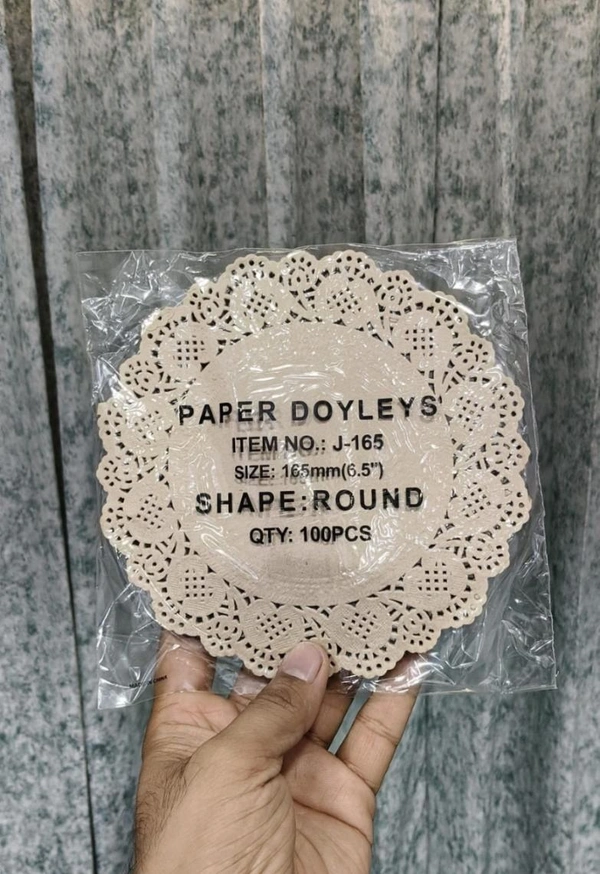 PAPER DOYLEYS
ITEM NO.: J-165
SIZE: 165mm(6.5")
SHAPE:ROUND
QTY: 100PCS